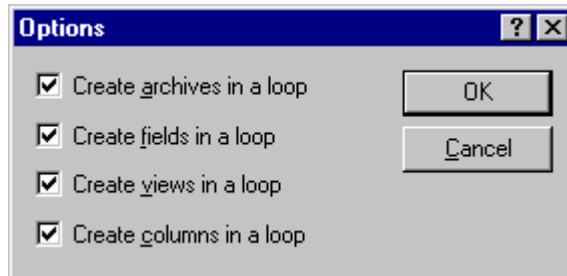 Options
Create archives in a loop
OK
Create fields in a loop
Cancel
Create views in a loop
Create columns in a loop